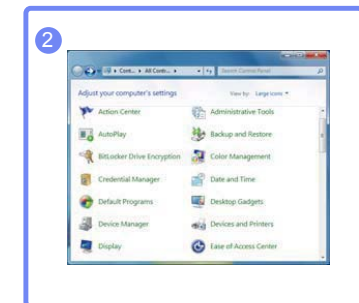 2
Cont... All Cont...
Search Control Panel
Adjust your computer's settings
View by: Large icons
Action Center
Administrative Tools
AutoPlay
Backup and Restore
BitLocker Drive Encryption
Color Management
Credential Manager
Date and Time
Default Programs
Desktop Gadgets
Device Manager
Devices and Printers
Display
Ease of Access Center